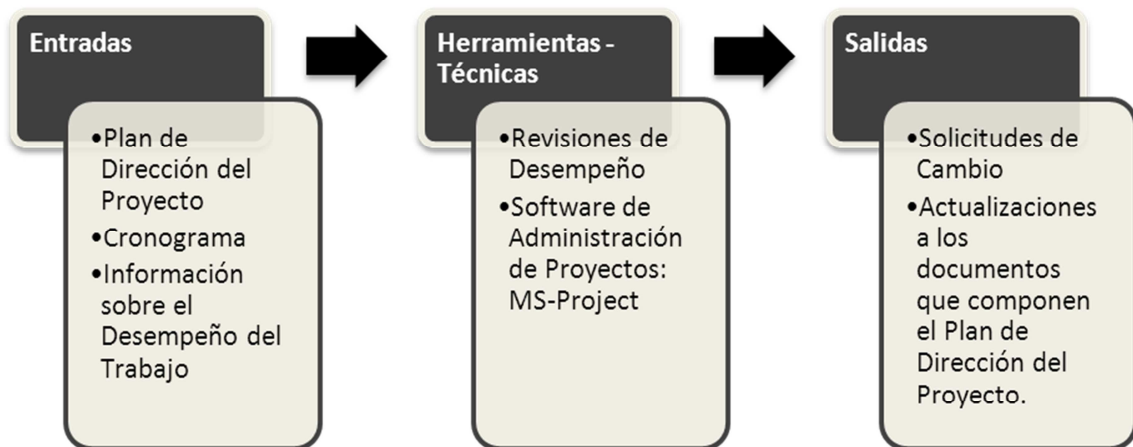 Entradas
•Plan de
Dirección del
Proyecto
•Cronograma
•Información
sobre el
Desempeño del
Trabajo
Herramientas -
Técnicas
•Revisiones de
Desempeño
•Software de
Administración
de Proyectos:
MS-Project
Salidas
•Solicitudes de
Cambio
•Actualizaciones
a los
documentos
que componen
el Plan de
Dirección del
Proyecto.